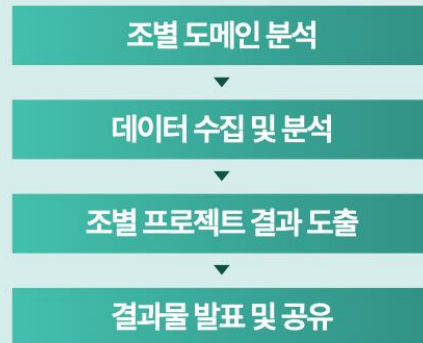 조별 도메인 분석
데이터 수집 및 분석
조별 프로젝트 결과 도출
결과물 발표 및 공유